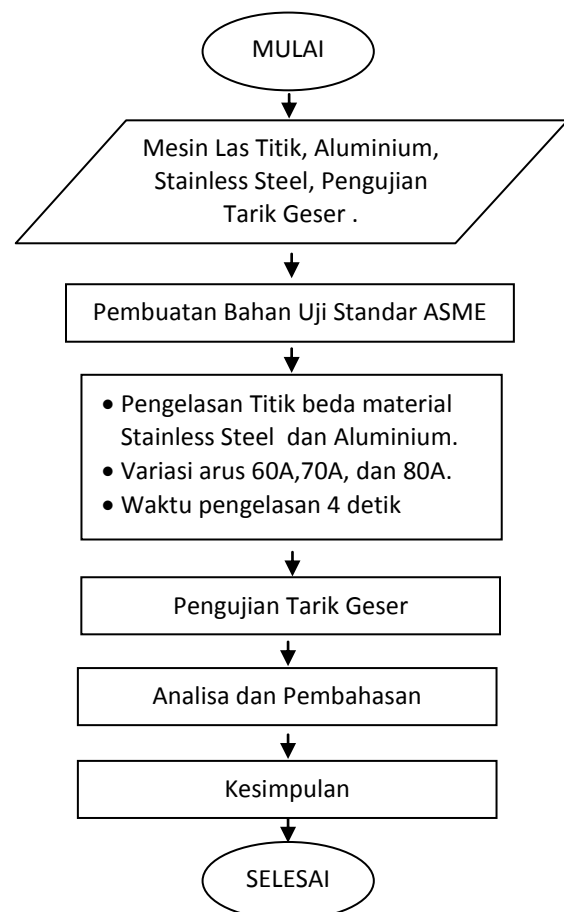 MULAI
Mesin Las Titik, Aluminium,
Stainless Steel, Pengujian
Tarik Geser .
Pembuatan Bahan Uji Standar ASME
• Pengelasan Titik beda material
Stainless Steel  dan Aluminium.
• Variasi arus 60A,70A, dan 80A.
• Waktu pengelasan 4 detik
Pengujian Tarik Geser
Analisa dan Pembahasan
Kesimpulan
SELESAI